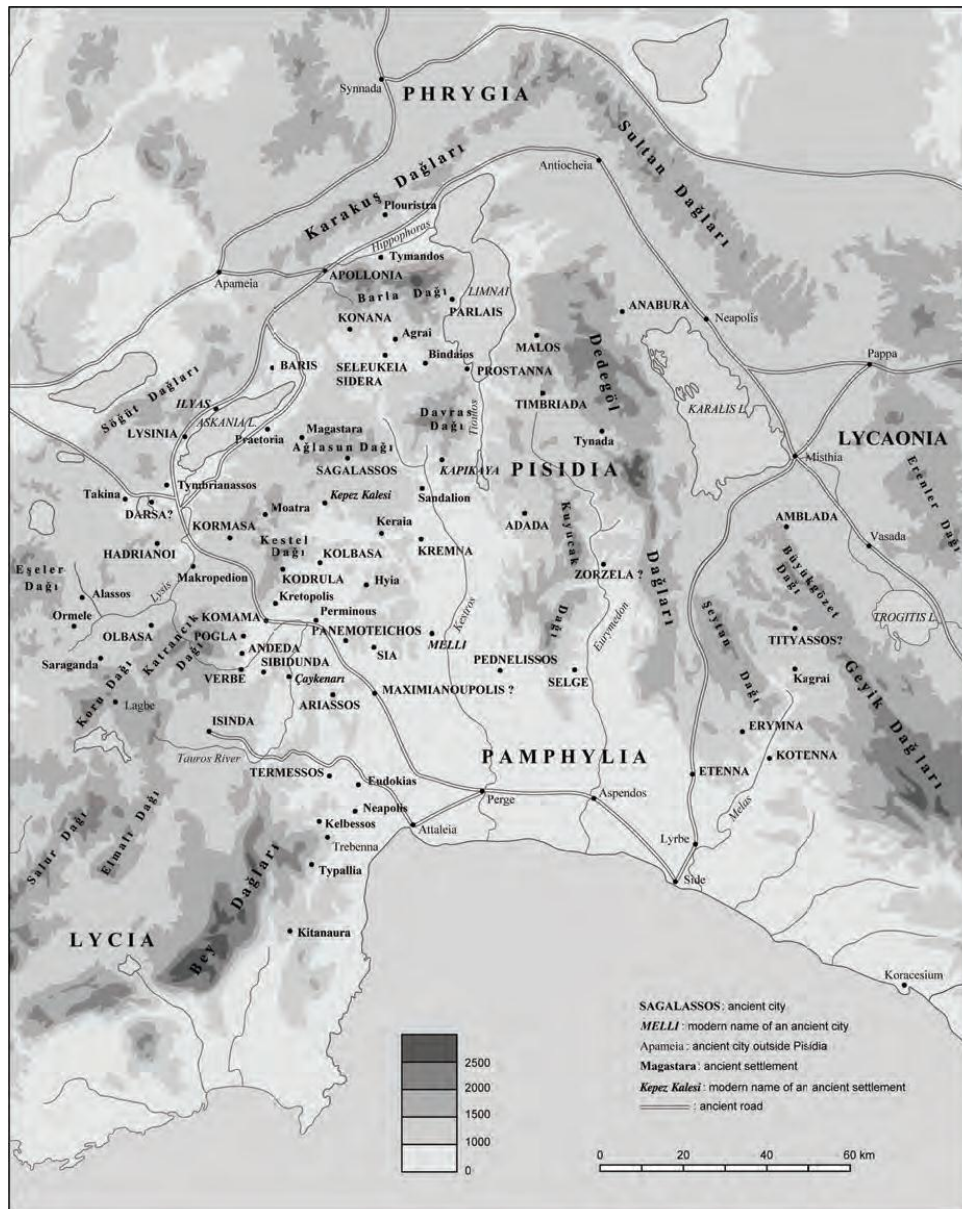 Synnada
PHRYGIA
Sultan Dağları
Antiocheia
Karakuş Dağları
Plouristra
Hippophoras
Tymandos
Apameia
APOLLONIA
Barla Dağı
LIMNAI
PARLAIS
ANABURA
Neapolis
KONANA
Agrai
MALOS
Dedegöl
Dağları
BARIS
SELEUKEIA
SIDERA
Bindaios
PROSTANNA
Pappa
Söğüt Dağları
ILYAS
ASKANIA L.
TIMBRIADA
KARALIS L.
LYSINIA
Praetoria
Magastara
Davras
Dağı
Tioulos
Tynada
LYCAONIA
Ağlasun Dağı
SAGALASSOS
KAPIKAYA
PISIDIA
Misthia
Erenler Dağı
Tymbrianassos
Takina
DARSA?
Kepez Kalesi
Sandalion
Moatra
ADADA
Kuyucak
Dağı
AMBLADA
KORMASA
Keraia
Vasada
HADRIANOI
Kestel
Dağı
KOLBASA
KREMNA
Büyükgözet
Dağı
Eşeler
Dağı
Makropedion
KODRULA
Hyia
ZORZELA ?
Alassos
Lysis
Kretopolis
Kestros
Eurymedon
Şeytan
Dağı
TROGITIS L.
Ormele
OLBASA
Katrancık
Dağı
KOMAMA
Perminous
TITYASSOS?
POGLA
PANEMOTEICHOS
MELLI
Saraganda
ANDEDA
SIA
SIBIDUNDA
PEDNELISSOS
SELGE
Kagrai
Geyik Dağları
VERBE
Çaykenarı
Koru Dağı
Lagbe
ARIASSOS
MAXIMIANOUPOLIS ?
ISINDA
ERYMNA
Tauros River
PAMPHYLIA
KOTENNA
TERMESSOS
Eudokias
ETENNA
Perge
Aspendos
Melas
Neapolis
Salur Dağı
Elmalı Dağı
Kelbessos
Attaleia
Trebenna
Lyrbe
Bey Dağları
Typallia
Side
LYCIA
Kitanaura
Koracesium
SAGALASSOS : ancient city
MELLI : modern name of an ancient city
Apameia : ancient city outside Pisidia
Magastara : ancient settlement
Kepez Kalesi : modern name of an ancient settlement
: ancient road
2500
2000
1500
1000
0
0 20 40 60 km